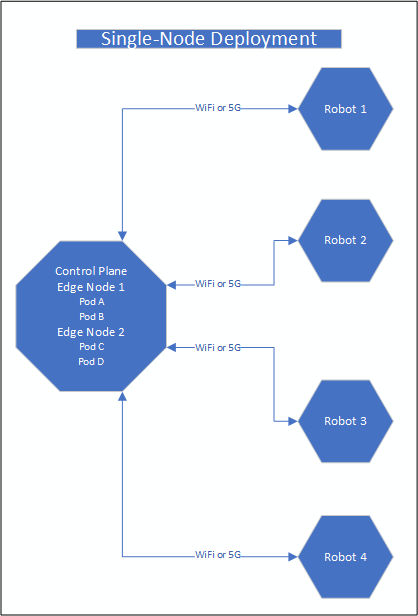 Single-Node Deployment
WiFi or 5G
Robot 1
Robot 2
Control Plane
Edge Node 1
Pod A
Pod B
Edge Node 2
Pod C
Pod D
WiFi or 5G
WiFi or 5G
Robot 3
WiFi or 5G
Robot 4